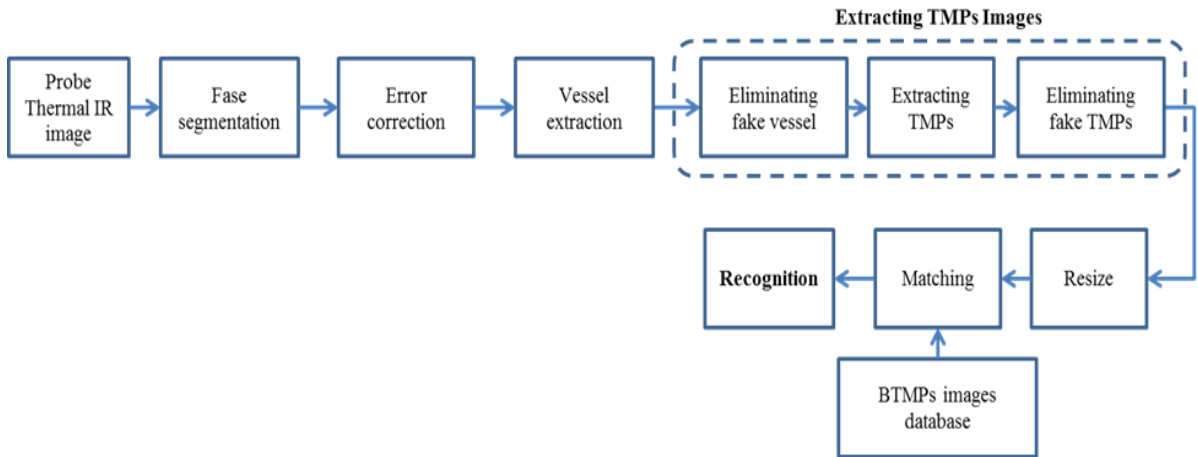 Extracting TMPs Images
Probe
Thermal IR
image
Fase
segmentation
Error
correction
Vessel
extraction
Eliminating
fake vessel
Extracting
TMPs
Eliminating
fake TMPs
Recognition
Matching
Resize
BTMPs images
database